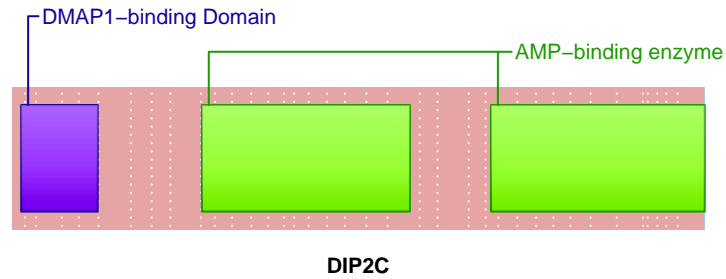 DMAP1−binding Domain
AMP−binding enzyme
DIP2C